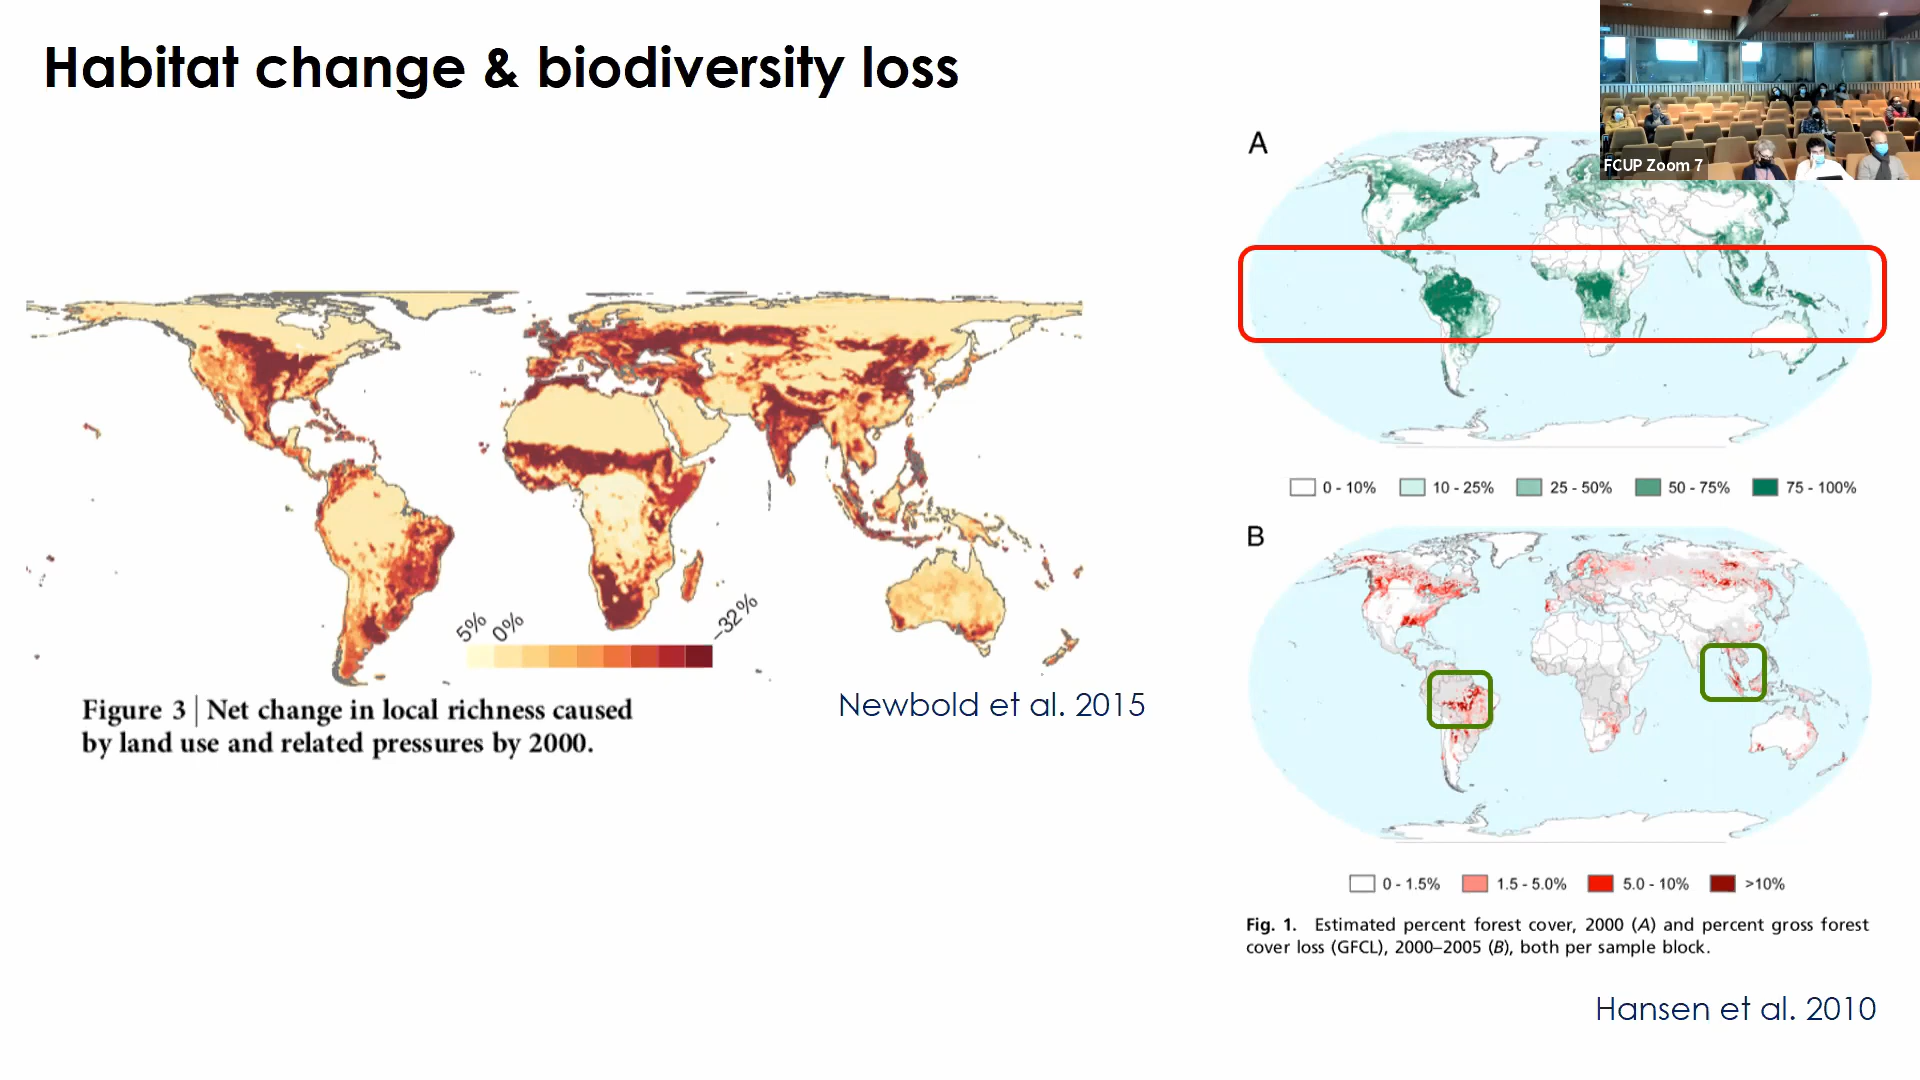 Habitat change & biodiversity loss
FCUP Zoom 7
A
0 - 10%
10 - 25%
25 - 50%
50 - 75%
75 - 100%
B
0 - 1.5%
1.5 - 5.0%
5.0 - 10%
>10%
Fig. 1. Estimated percent forest cover, 2000 (A) and percent gross forest
cover loss (GFCL), 2000–2005 (B), both per sample block.
Hansen et al. 2010
5%
0%
–32%
Figure 3 | Net change in local richness caused
by land use and related pressures by 2000.
Newbold et al. 2015